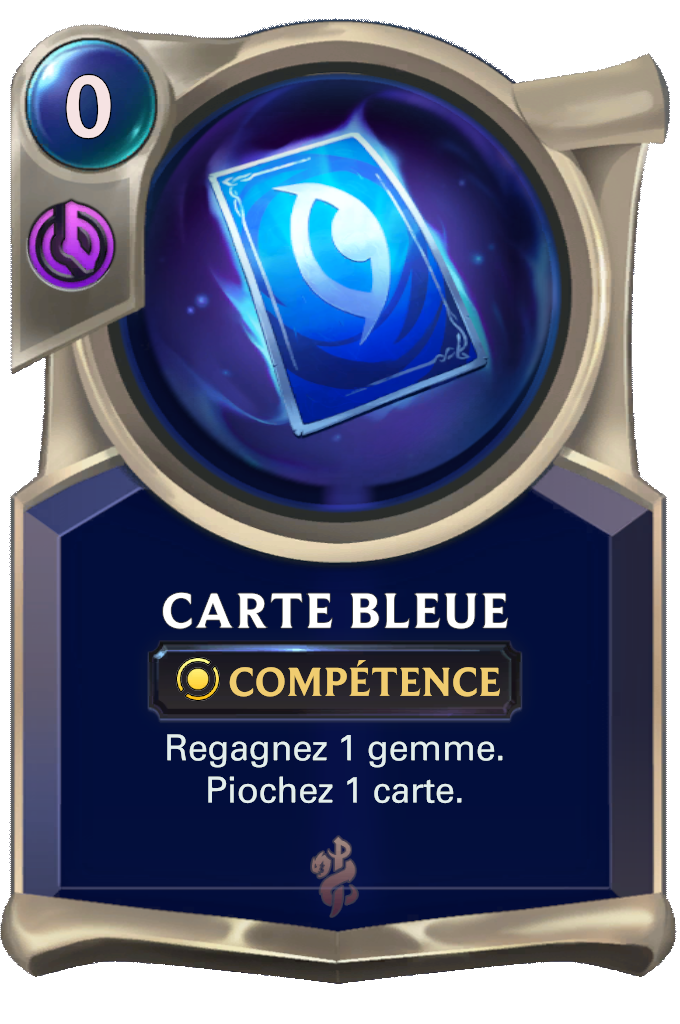 0
CARTE BLEUE
COMPÉTENCE
Regagnez 1 gemme.
Piochez 1 carte.